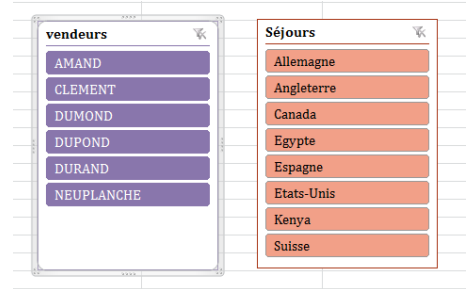 vendeurs
AMAND
CLEMENT
DUMOND
DUPOND
DURAND
NEUPLANCHE
Séjours
Allemagne
Angleterre
Canada
Egypte
Espagne
Etats-Unis
Kenya
Suisse